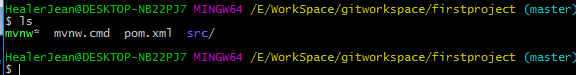 HealerJean@DESKTOP-NB22PJ7 MINGW64 /E/WorkSpace/gitworkspace/firstproject (master)
$ ls
mvnw*  mvnw.cmd  pom.xml  src/
HealerJean@DESKTOP-NB22PJ7 MINGW64 /E/WorkSpace/gitworkspace/firstproject (master)
$